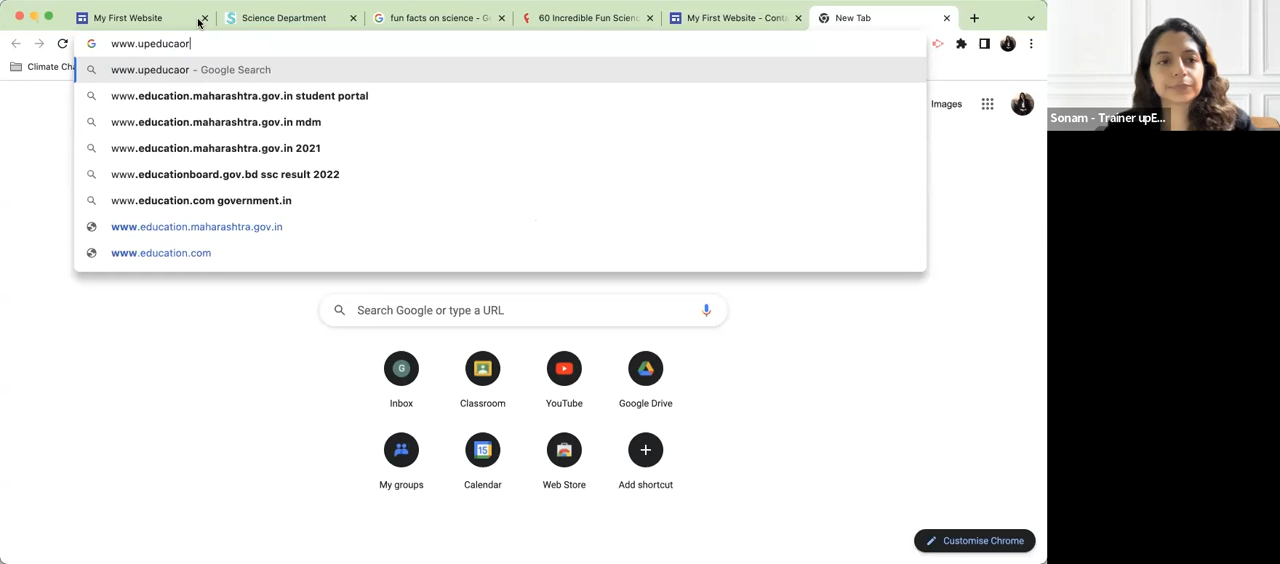 My First Website
Science Department
fun facts on science - Go
60 Incredible Fun Scienc
My First Website - Conta
New Tab
www.upeducaor
Climate Cha
www.upeducaor - Google Search
www.education.maharashtra.gov.in student portal
www.education.maharashtra.gov.in mdm
www.education.maharashtra.gov.in 2021
www.educationboard.gov.bd ssc result 2022
www.education.com government.in
www.education.maharashtra.gov.in
www.education.com
Images
Sonam - Trainer upE...
Search Google or type a URL
G
Inbox
Classroom
YouTube
Google Drive
15
My groups
Calendar
Web Store
Add shortcut
Customise Chrome